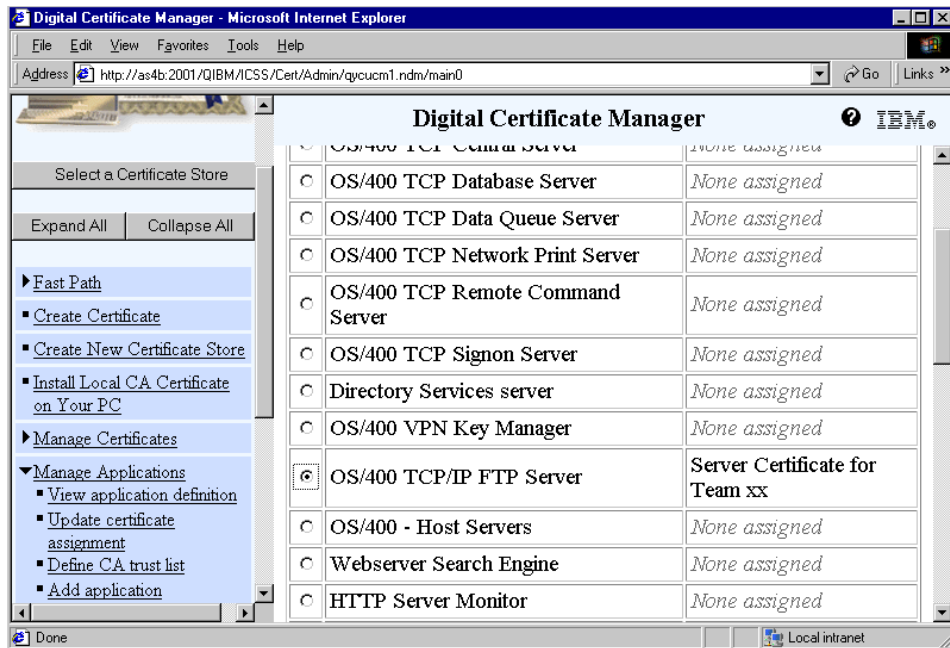 Digital Certificate Manager - Microsoft Internet Explorer
File Edit View Favorites Tools Help
Address http://as4b:2001/QIBM/ICSS/Cert/Admin/qycucm1.ndm/main0 Go Links »
Digital Certificate Manager ? IBM®
Select a Certificate Store
Expand All Collapse All
Fast Path
Create Certificate
Create New Certificate Store
Install Local CA Certificate
on Your PC
Manage Certificates
Manage Applications
View application definition
Update certificate
assignment
Define CA trust list
Add application
OS/400 TCP Central Server None assigned
OS/400 TCP Database Server None assigned
OS/400 TCP Data Queue Server None assigned
OS/400 TCP Network Print Server None assigned
OS/400 TCP Remote Command
Server None assigned
OS/400 TCP Signon Server None assigned
Directory Services server None assigned
OS/400 VPN Key Manager None assigned
OS/400 TCP/IP FTP Server Server Certificate for
Team xx
OS/400 - Host Servers None assigned
Webserver Search Engine None assigned
HTTP Server Monitor None assigned
Done Local intranet